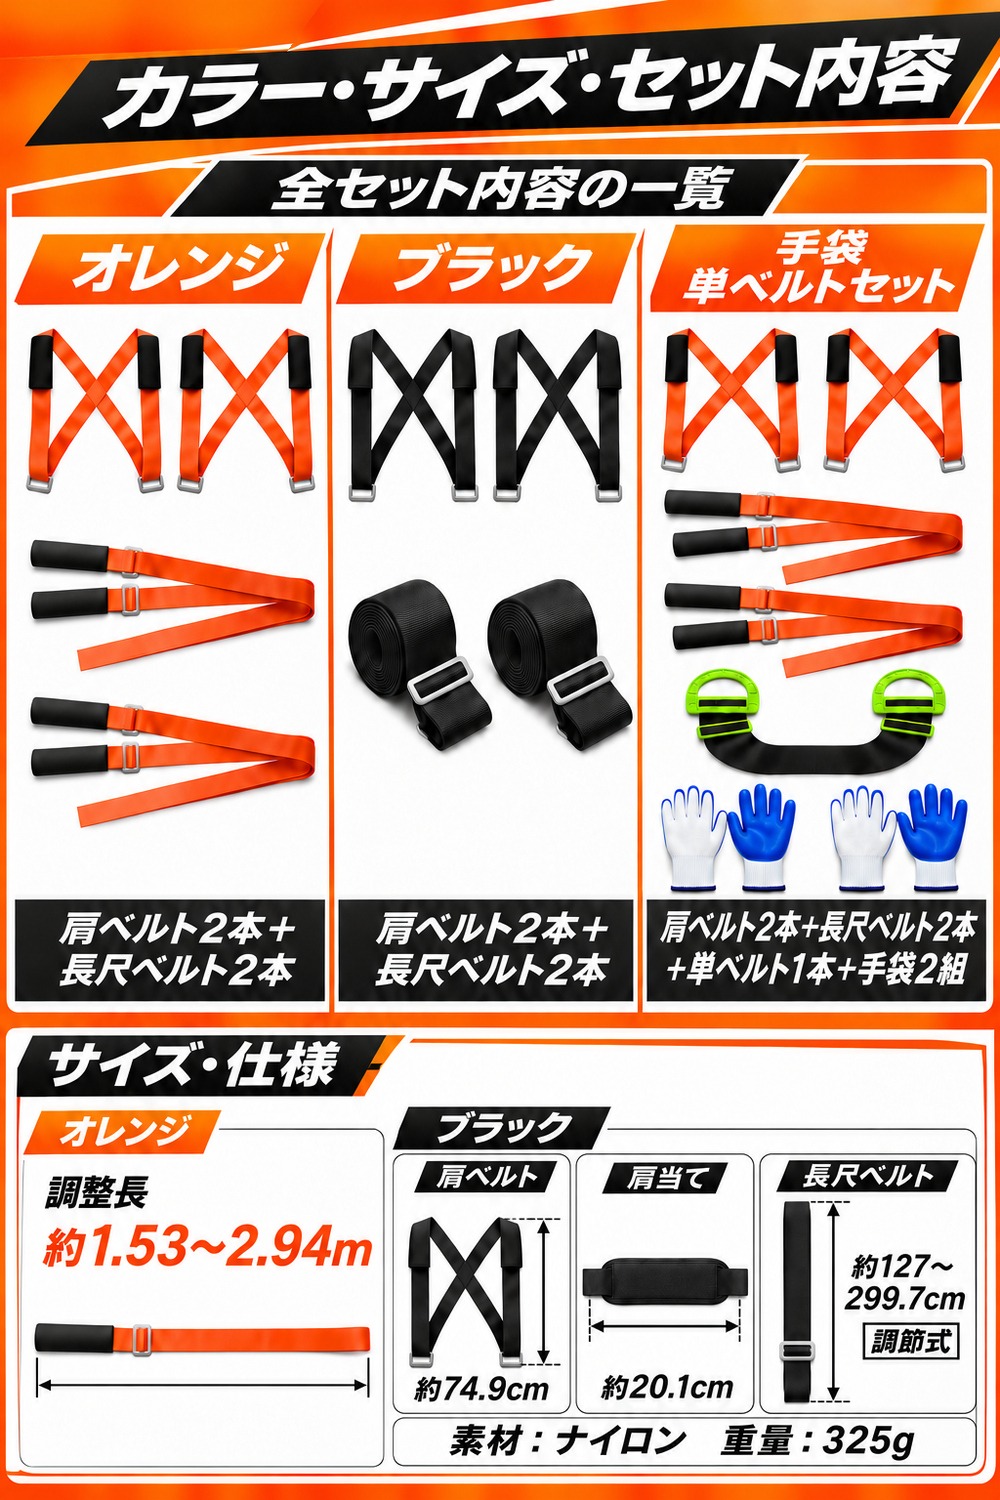 カラー・サイズ・セット内容
全セット内容の一覧
オレンジ
ブラック
手袋
単ベルトセット
肩ベルト2本＋
長尺ベルト2本
肩ベルト2本＋
長尺ベルト2本
肩ベルト2本＋長尺ベルト2本
＋単ベルト1本＋手袋2組
サイズ・仕様
オレンジ
調整長
約1.53～2.94m
ブラック
肩ベルト
約74.9cm
肩当て
約20.1cm
長尺ベルト
約127～
299.7cm
調節式
素材：ナイロン　重量：325g